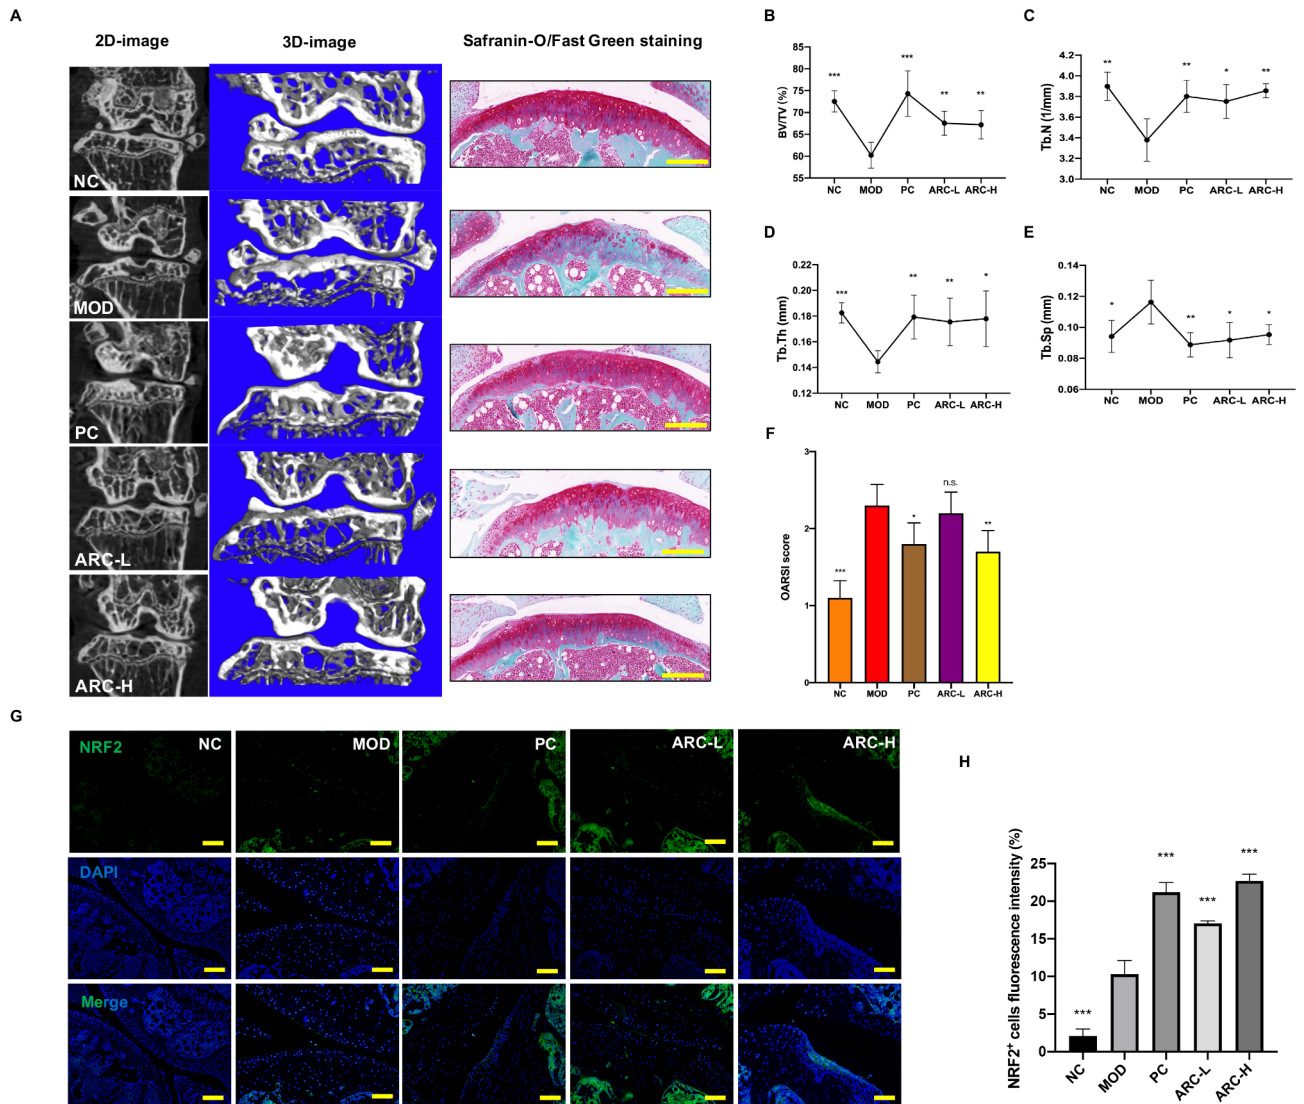 A
2D-image
3D-image
Safranin-O/Fast Green staining
NC
MOD
PC
ARC-L
ARC-H
B
BV/TV (%)
85
80
75
70
65
60
55
***
***
**
**
NC MOD PC ARC-L ARC-H
C
Tb.N (1/mm)
4.2
4.0
3.8
3.6
3.4
3.2
3.0
**
**
*
**
NC MOD PC ARC-L ARC-H
D
Tb.Th (mm)
0.22
0.20
0.18
0.16
0.14
0.12
***
**
**
*
NC MOD PC ARC-L ARC-H
E
Tb.Sp (mm)
0.14
0.12
0.10
0.08
0.06
*
**
*
*
NC MOD PC ARC-L ARC-H
F
OARSI score
3
2
1
0
***
*
n.s.
**
NC MOD PC ARC-L ARC-H
G
NRF2
NC
MOD
PC
ARC-L
ARC-H
DAPI
Merge
H
NRF2+ cells fluorescence intensity (%)
25
20
15
10
5
0
***
***
***
***
NC
MOD
PC
ARC-L
ARC-H